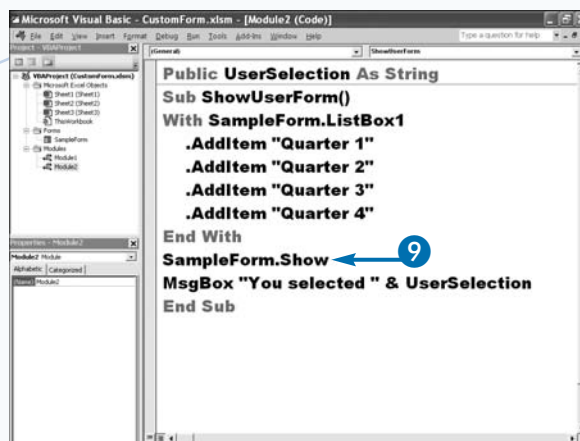 Microsoft Visual Basic - CustomForm.xlsm - [Module2 (Code)]
File Edit View Insert Format Debug Run Tools Add-Ins Window Help
Type a question for help
Project - VBAProject
(General)
ShowUserForm
VBAProject (CustomForm.xlsm)
Microsoft Excel Objects
Sheet1 (Sheet1)
Sheet2 (Sheet2)
Sheet3 (Sheet3)
ThisWorkbook
Forms
SampleForm
Modules
Module1
Module2
Properties - Module2
Module2 Module
Alphabetic Categorized
(Name) Module2
Public UserSelection As String
Sub ShowUserForm()
With SampleForm.ListBox1
.AddItem "Quarter 1"
.AddItem "Quarter 2"
.AddItem "Quarter 3"
.AddItem "Quarter 4"
End With
SampleForm.Show
9
MsgBox "You selected " & UserSelection
End Sub